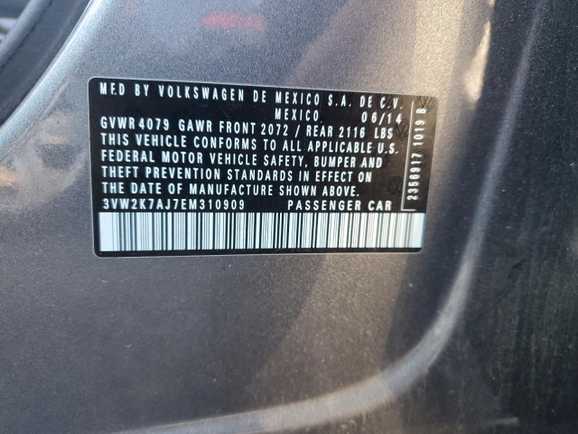 MFD BY VOLKSWAGEN DE MEXICO S.A. DE C.V.
MEXICO. 06/14
GVWR 4079 GAWR FRONT 2072 / REAR 2116 LBS
THIS VEHICLE CONFORMS TO ALL APPLICABLE U.S.
FEDERAL MOTOR VEHICLE SAFETY, BUMPER AND
THEFT PREVENTION STANDARDS IN EFFECT ON
THE DATE OF MANUFACTURE SHOWN ABOVE.
3VW2K7AJ7EM310909 PASSENGER CAR
2356917 1019 B